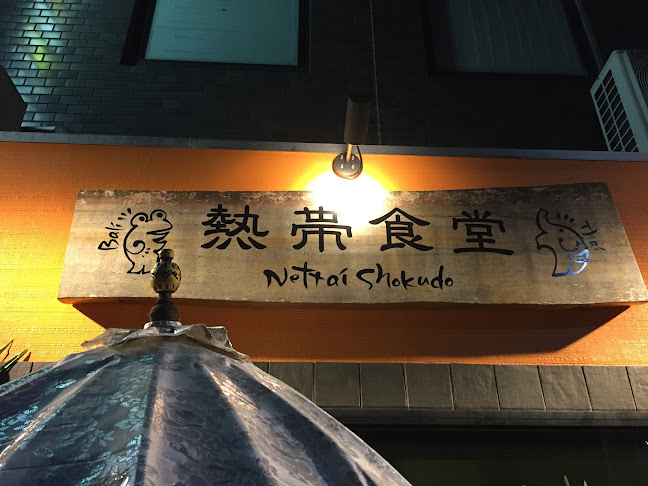 Bali
熱帯食堂
Thai
Nettai Shokudo